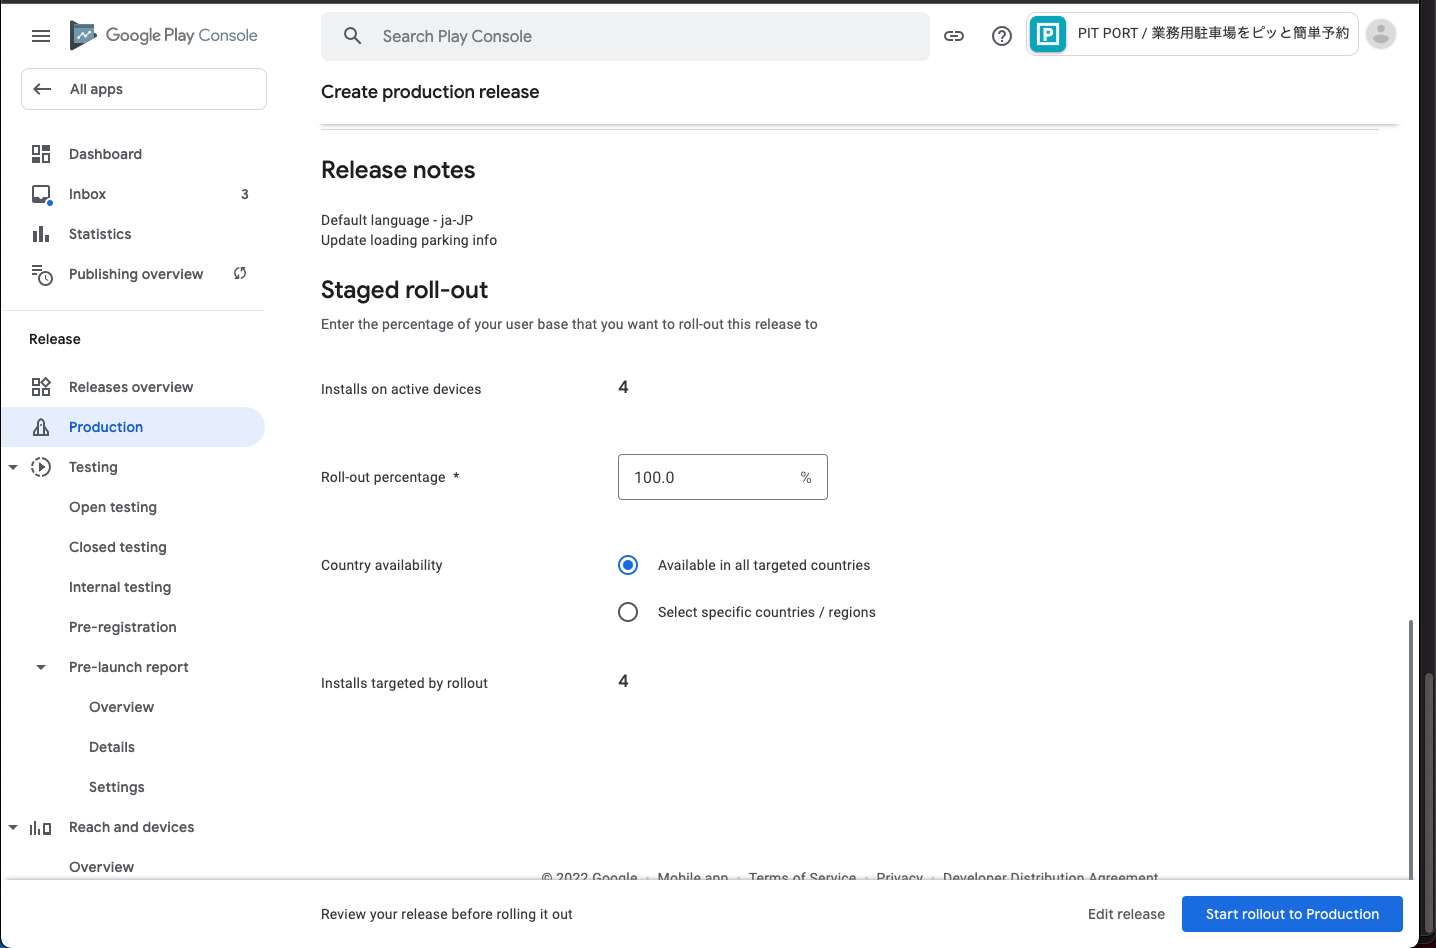 Google Play Console
Search Play Console
PIT PORT / 業務用駐車場をピッと簡単予約
All apps
Create production release
Dashboard
Inbox 3
Statistics
Publishing overview
Release
Releases overview
Production
Testing
Open testing
Closed testing
Internal testing
Pre-registration
Pre-launch report
Overview
Details
Settings
Reach and devices
Overview
Release notes
Default language - ja-JP
Update loading parking info
Staged roll-out
Enter the percentage of your user base that you want to roll-out this release to
Installs on active devices 4
Roll-out percentage * 100.0 %
Country availability
Available in all targeted countries
Select specific countries / regions
Installs targeted by rollout 4
© 2022 Google · Mobile app · Terms of Service · Privacy · Developer Distribution Agreement
Review your release before rolling it out
Edit release
Start rollout to Production